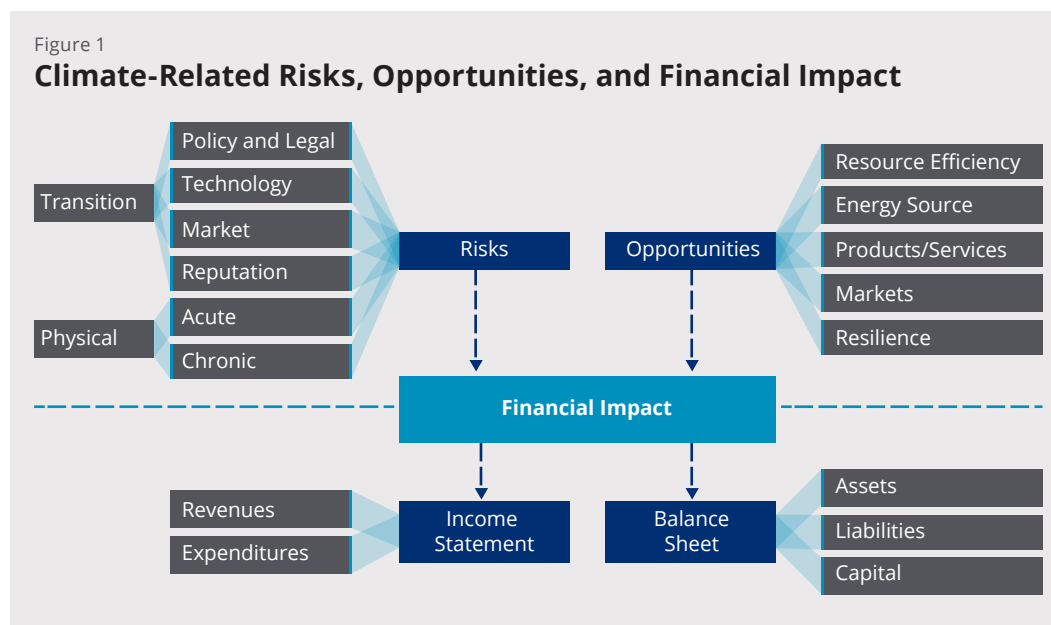 Figure 1
Climate-Related Risks, Opportunities, and Financial Impact
Transition
Policy and Legal
Technology
Market
Reputation
Physical
Acute
Chronic
Risks
Opportunities
Resource Efficiency
Energy Source
Products/Services
Markets
Resilience
Financial Impact
Revenues
Expenditures
Income
Statement
Balance
Sheet
Assets
Liabilities
Capital